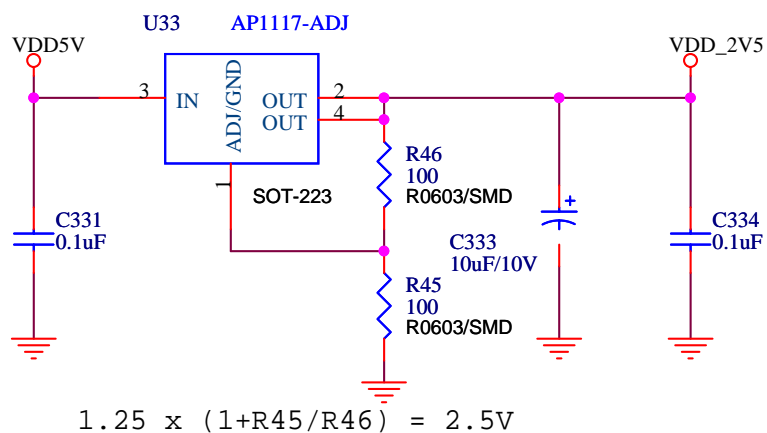 U33
AP1117-ADJ
VDD5V
VDD_2V5
3
IN
ADJ/GND
OUT
2
OUT
4
1
SOT-223
R46
100
R0603/SMD
C331
0.1uF
C333
10uF/10V
+
C334
0.1uF
R45
100
R0603/SMD
1.25 x (1+R45/R46) = 2.5V